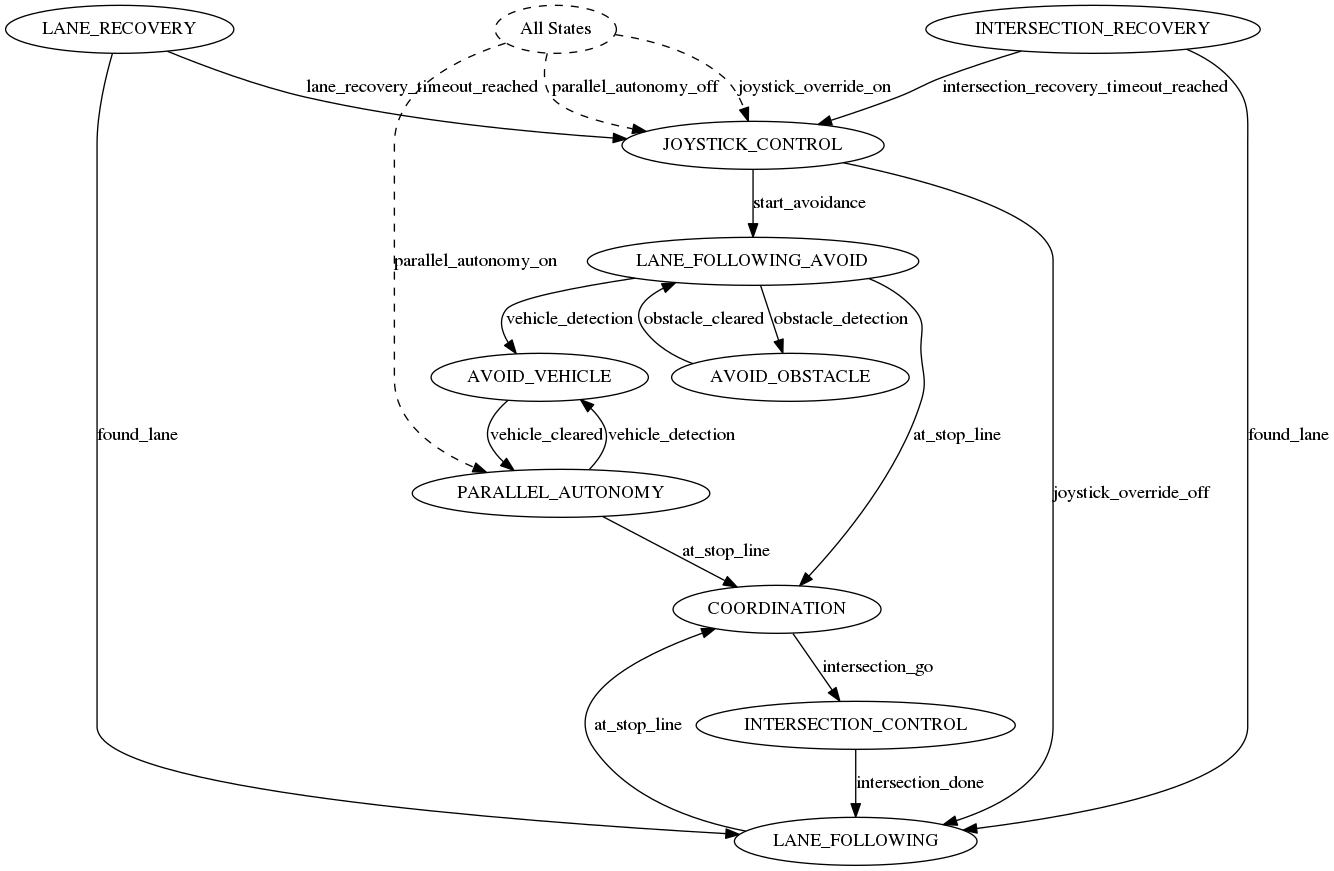 LANE_RECOVERY
All States
INTERSECTION_RECOVERY
lane_recovery_timeout_reached
parallel_autonomy_off
joystick_override_on
intersection_recovery_timeout_reached
JOYSTICK_CONTROL
start_avoidance
parallel_autonomy_on
LANE_FOLLOWING_AVOID
vehicle_detection
obstacle_cleared
obstacle_detection
AVOID_VEHICLE
AVOID_OBSTACLE
found_lane
vehicle_cleared
vehicle_detection
at_stop_line
found_lane
PARALLEL_AUTONOMY
joystick_override_off
at_stop_line
COORDINATION
intersection_go
at_stop_line
INTERSECTION_CONTROL
intersection_done
LANE_FOLLOWING